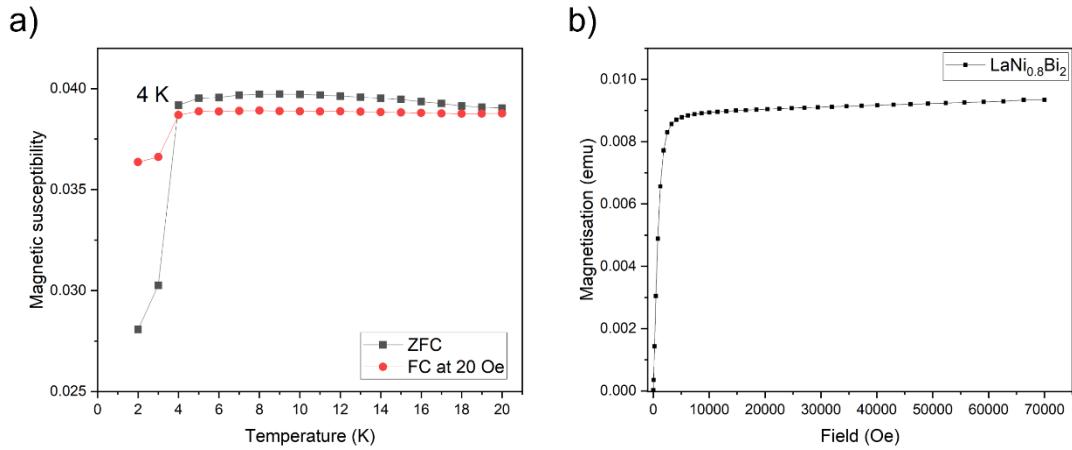 a)
Magnetic susceptibility
0.040
0.035
0.030
0.025
4 K
ZFC
FC at 20 Oe
0 2 4 6 8 10 12 14 16 18 20
Temperature (K)
b)
Magnetisation (emu)
0.010
0.008
0.006
0.004
0.002
0.000
LaNi0.8Bi2
0 10000 20000 30000 40000 50000 60000 70000
Field (Oe)